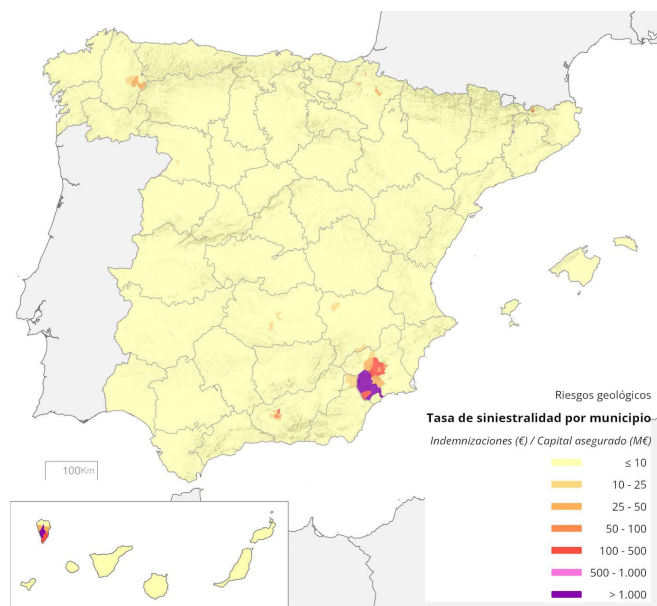 100Km
Riesgos geológicos
Tasa de siniestralidad por municipio
Indemnizaciones (€) / Capital asegurado (M€)
≤ 10
10 - 25
25 - 50
50 - 100
100 - 500
500 - 1.000
> 1.000